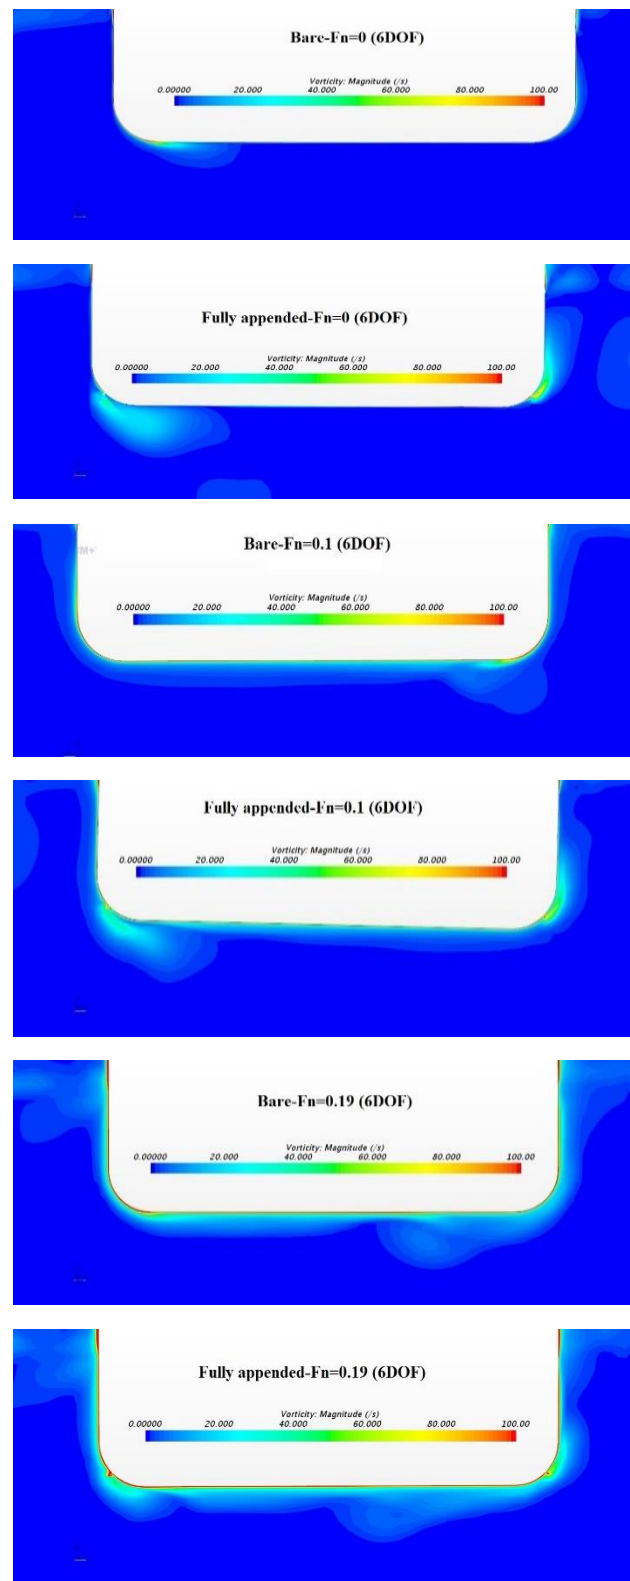 Bare-Fn=0 (6DOF)
Vorticity: Magnitude (/s)
0.00000 20.000 40.000 60.000 80.000 100.00
Fully appended-Fn=0 (6DOF)
Vorticity: Magnitude (/s)
0.00000 20.000 40.000 60.000 80.000 100.00
Bare-Fn=0.1 (6DOF)
Vorticity: Magnitude (/s)
0.00000 20.000 40.000 60.000 80.000 100.00
Fully appended-Fn=0.1 (6DOF)
Vorticity: Magnitude (/s)
0.00000 20.000 40.000 60.000 80.000 100.00
Bare-Fn=0.19 (6DOF)
Vorticity: Magnitude (/s)
0.00000 20.000 40.000 60.000 80.000 100.00
Fully appended-Fn=0.19 (6DOF)
Vorticity: Magnitude (/s)
0.00000 20.000 40.000 60.000 80.000 100.00